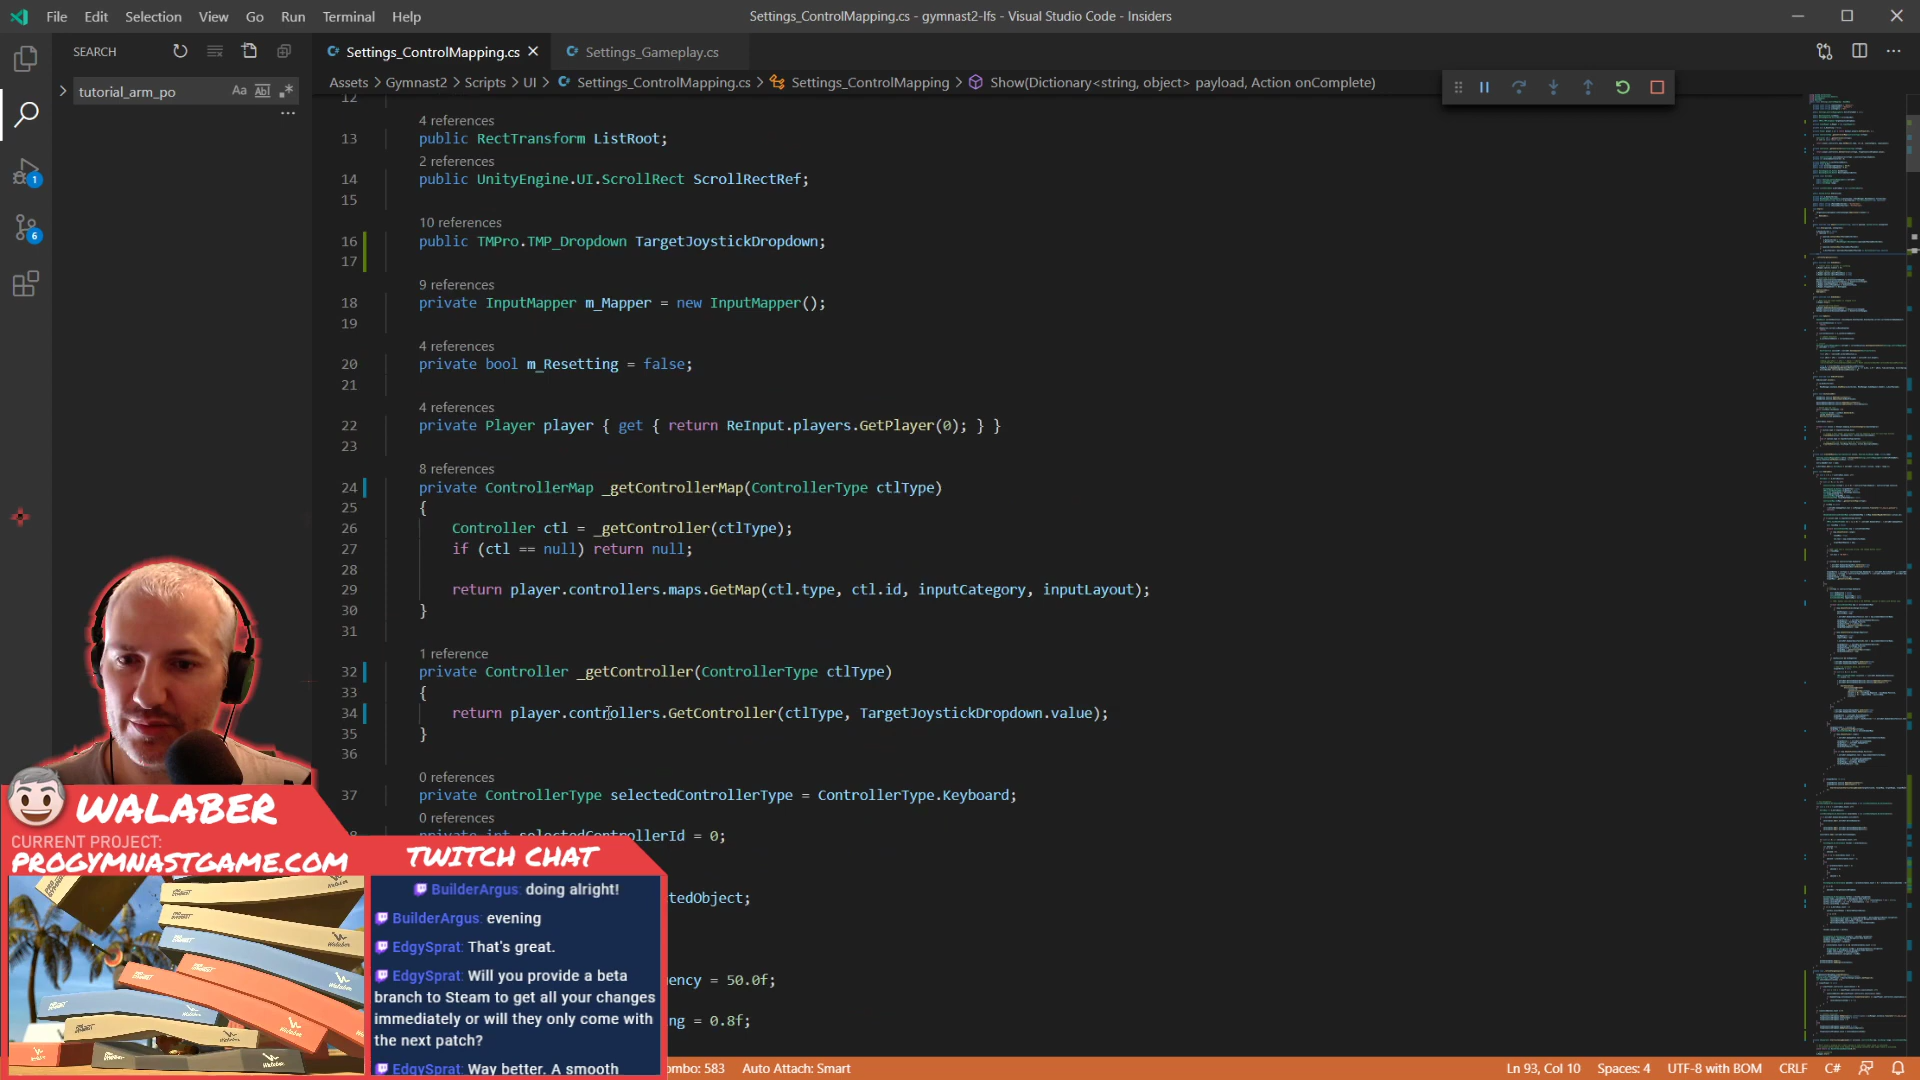 File Edit Selection View Go Run Terminal Help
Settings_ControlMapping.cs - gymnast2-lfs - Visual Studio Code - Insiders
SEARCH
Settings_ControlMapping.cs
Settings_Gameplay.cs
tutorial_arm_po
Assets > Gymnast2 > Scripts > UI > Settings_ControlMapping.cs > Settings_ControlMapping > Show(Dictionary<string, object> payload, Action onComplete)
12
4 references
13 public RectTransform ListRoot;
2 references
14 public UnityEngine.UI.ScrollRect ScrollRectRef;
15
10 references
16 public TMPro.TMP_Dropdown TargetJoystickDropdown;
17
9 references
18 private InputMapper m_Mapper = new InputMapper();
19
4 references
20 private bool m_Resetting = false;
21
4 references
22 private Player player { get { return ReInput.players.GetPlayer(0); } }
23
8 references
24 private ControllerMap _getControllerMap(ControllerType ctlType)
25 {
26 Controller ctl = _getController(ctlType);
27 if (ctl == null) return null;
28
29 return player.controllers.maps.GetMap(ctl.type, ctl.id, inputCategory, inputLayout);
30 }
31
1 reference
32 private Controller _getController(ControllerType ctlType)
33 {
34 return player.controllers.GetController(ctlType, TargetJoystickDropdown.value);
35 }
36
0 references
37 private ControllerType selectedControllerType = ControllerType.Keyboard;
0 references
private int selectedControllerId = 0;
tedObject;
ency = 50.0f;
ng = 0.8f;
1
6
WALABER
CURRENT PROJECT:
PROGYMNASTGAME.COM
TWITCH CHAT
BuilderArgus: doing alright!
BuilderArgus: evening
EdgySprat: That's great.
EdgySprat: Will you provide a beta
branch to Steam to get all your changes
immediately or will they only come with
the next patch?
EdgySprat: Way better. A smooth
ombo: 583 Auto Attach: Smart
Ln 93, Col 10 Spaces: 4 UTF-8 with BOM CRLF C#